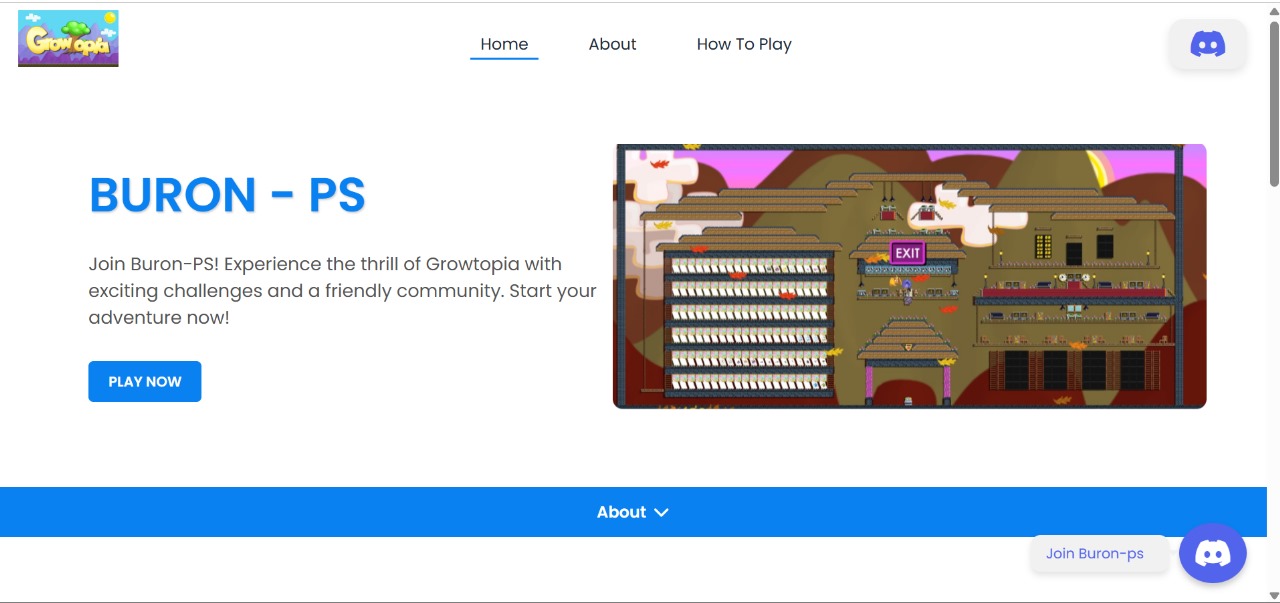 Growtopia
Home
About
How To Play
BURON - PS
Join Buron-PS! Experience the thrill of Growtopia with
exciting challenges and a friendly community. Start your
adventure now!
PLAY NOW
EXIT
About
Join Buron-ps